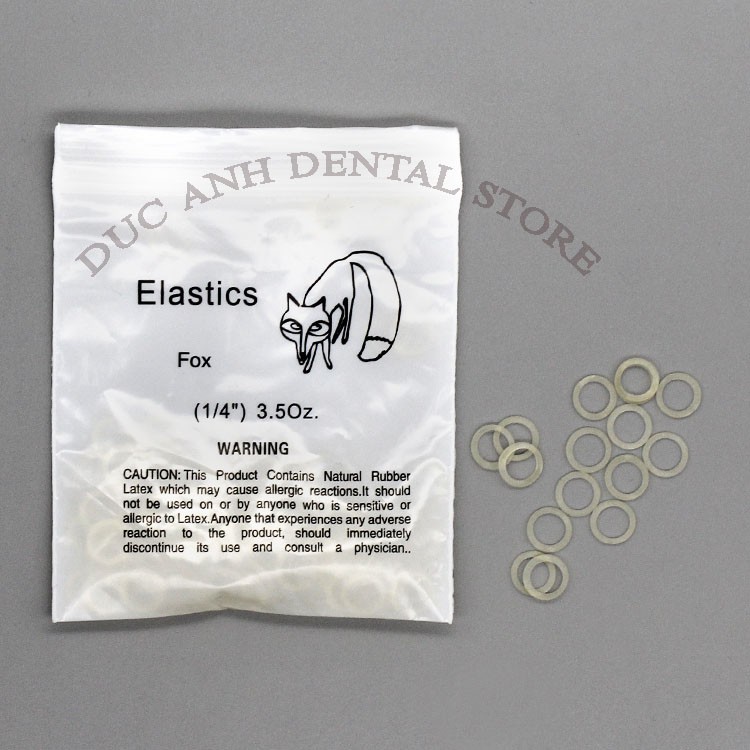 DUC ANH DENTAL STORE
Elastics
Fox
(1/4") 3.5Oz.
WARNING
CAUTION: This Product Contains Natural Rubber
Latex which may cause allergic reactions.It should
not be used on or by anyone who is sensitive or
allergic to Latex.Anyone that experiences any adverse
reaction to the product, should immediately
discontinue its use and consult a physician..